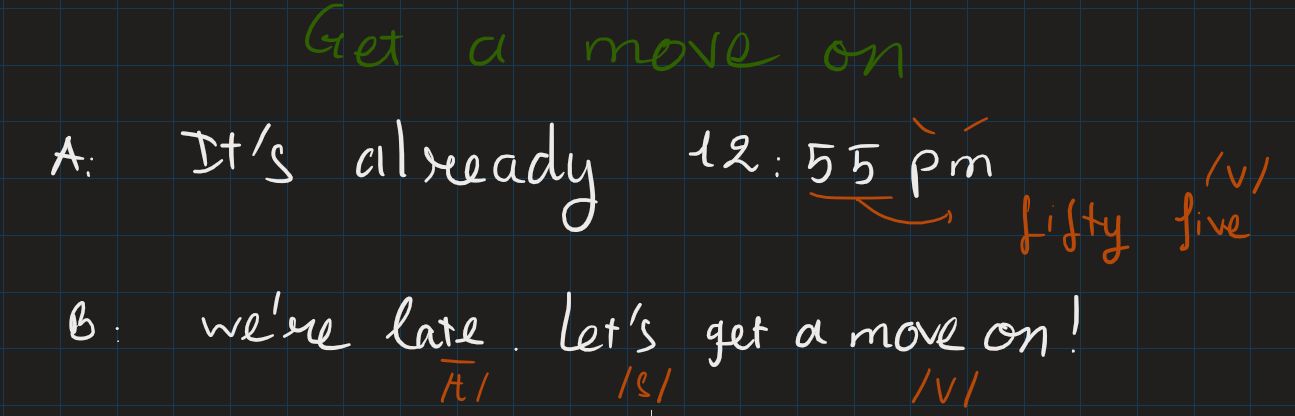 Get a move on
A: It's already 12:55 pm
/v/
fifty five
B: we're late. Let's get a move on!
/t/ /s/ /v/